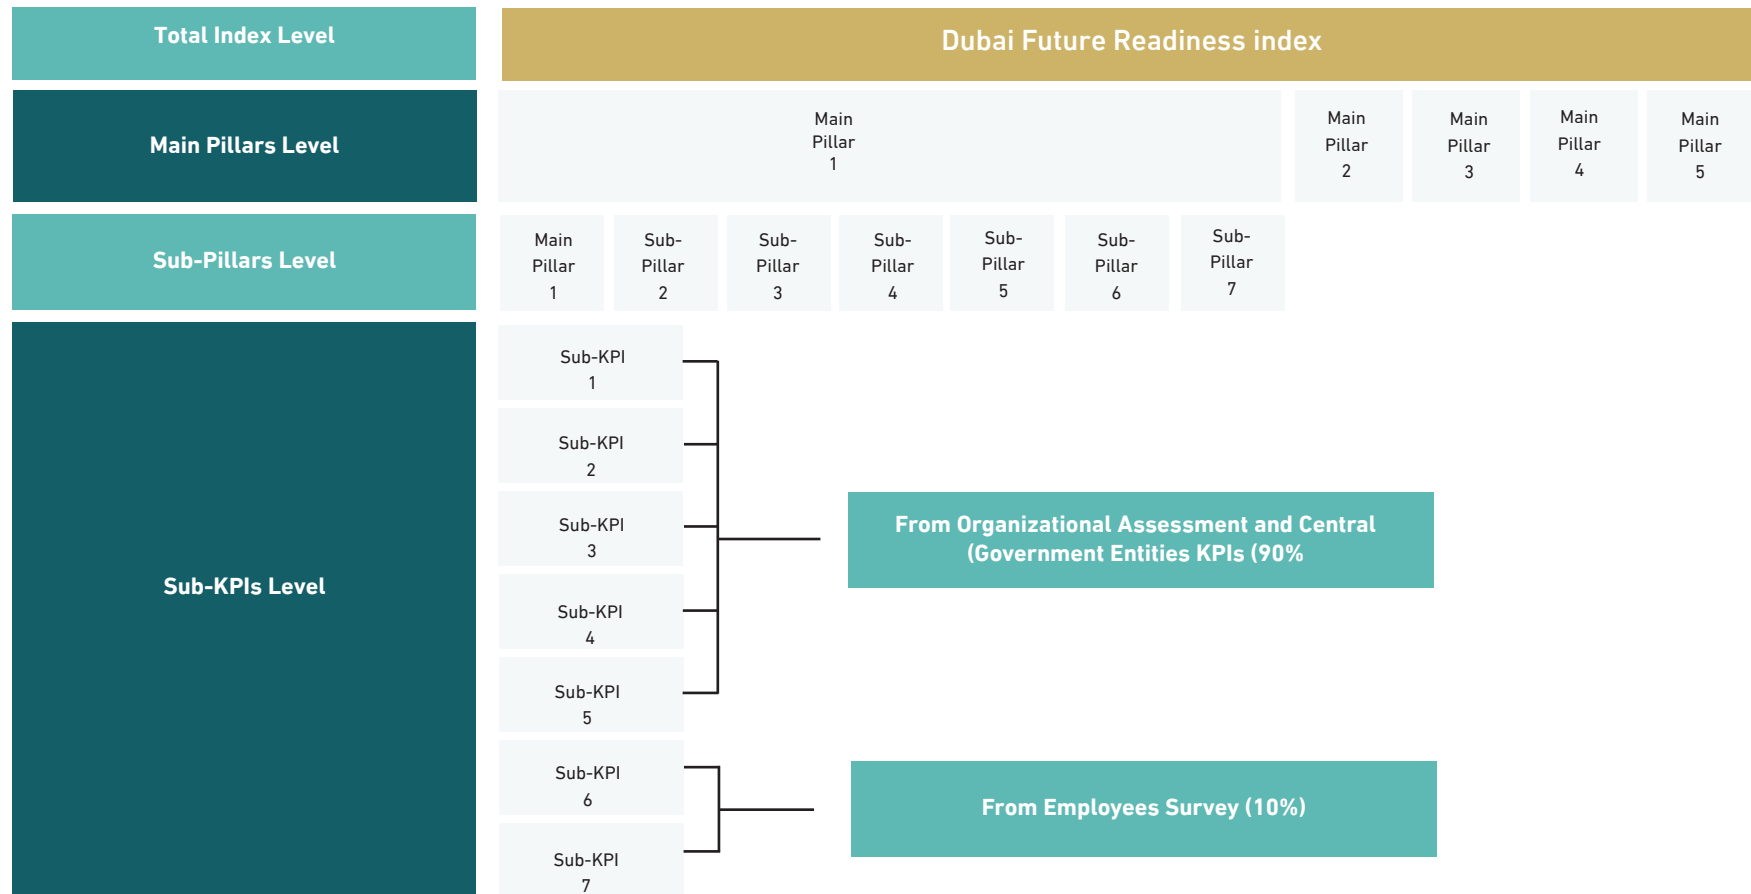 Total Index Level
Dubai Future Readiness index
Main Pillars Level
Main
Pillar
1
Main
Pillar
2
Main
Pillar
3
Main
Pillar
4
Main
Pillar
5
Sub-Pillars Level
Main
Pillar
1
Sub-
Pillar
2
Sub-
Pillar
3
Sub-
Pillar
4
Sub-
Pillar
5
Sub-
Pillar
6
Sub-
Pillar
7
Sub-KPIs Level
Sub-KPI
1
Sub-KPI
2
Sub-KPI
3
Sub-KPI
4
Sub-KPI
5
From Organizational Assessment and Central
(Government Entities KPIs (90%
Sub-KPI
6
Sub-KPI
7
From Employees Survey (10%)